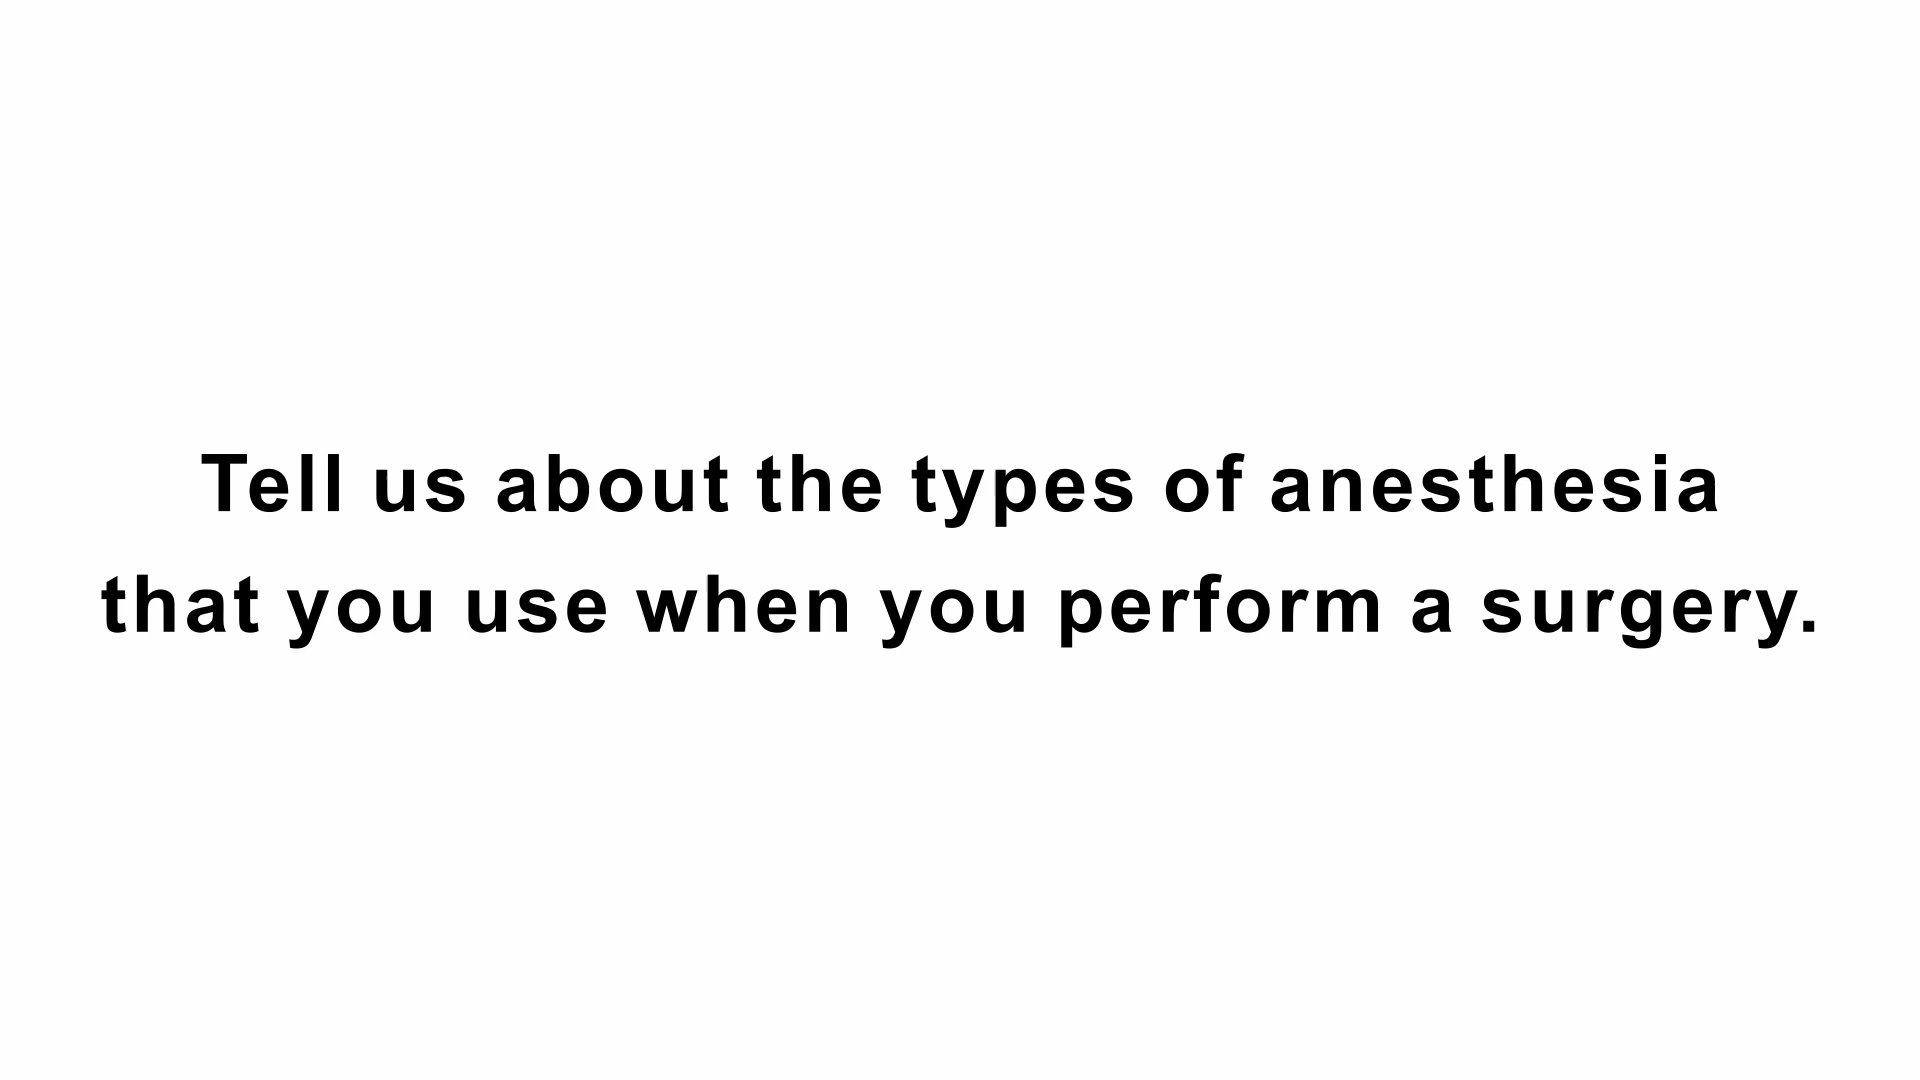 Tell us about the types of anesthesia
that you use when you perform a surgery.